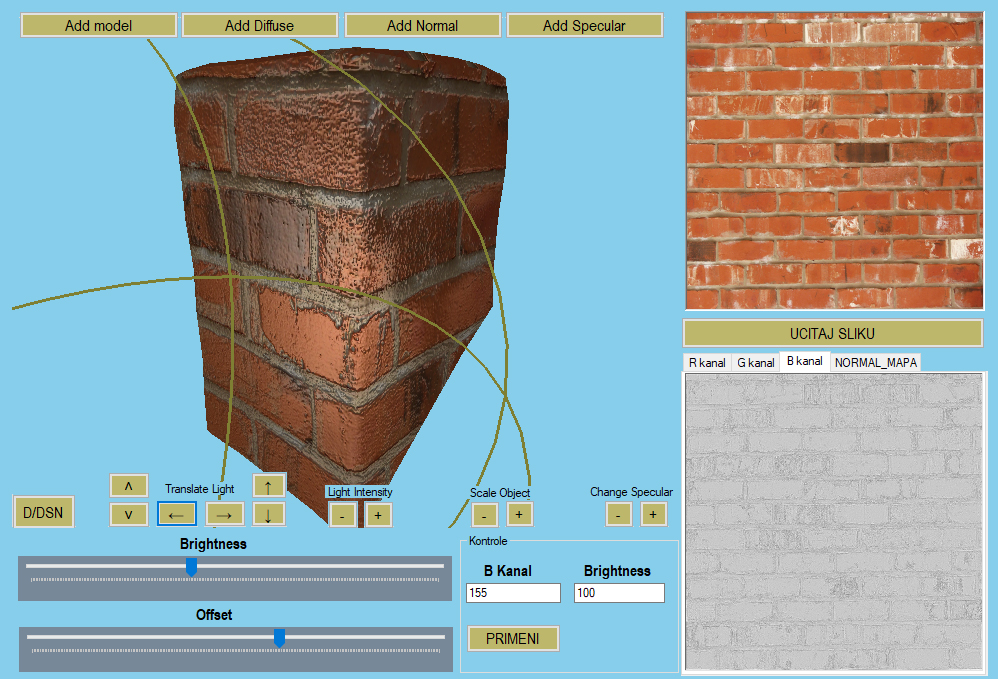 Add model
Add Diffuse
Add Normal
Add Specular
UCITAJ SLIKU
R kanal
G kanal
B kanal
NORMAL_MAPA
D/DSN
ʌ
v
Translate Light
←
→
↑
↓
Light Intensity
-
+
Scale Object
-
+
Change Specular
-
+
Brightness
Offset
Kontrole
B Kanal
Brightness
155
100
PRIMENI